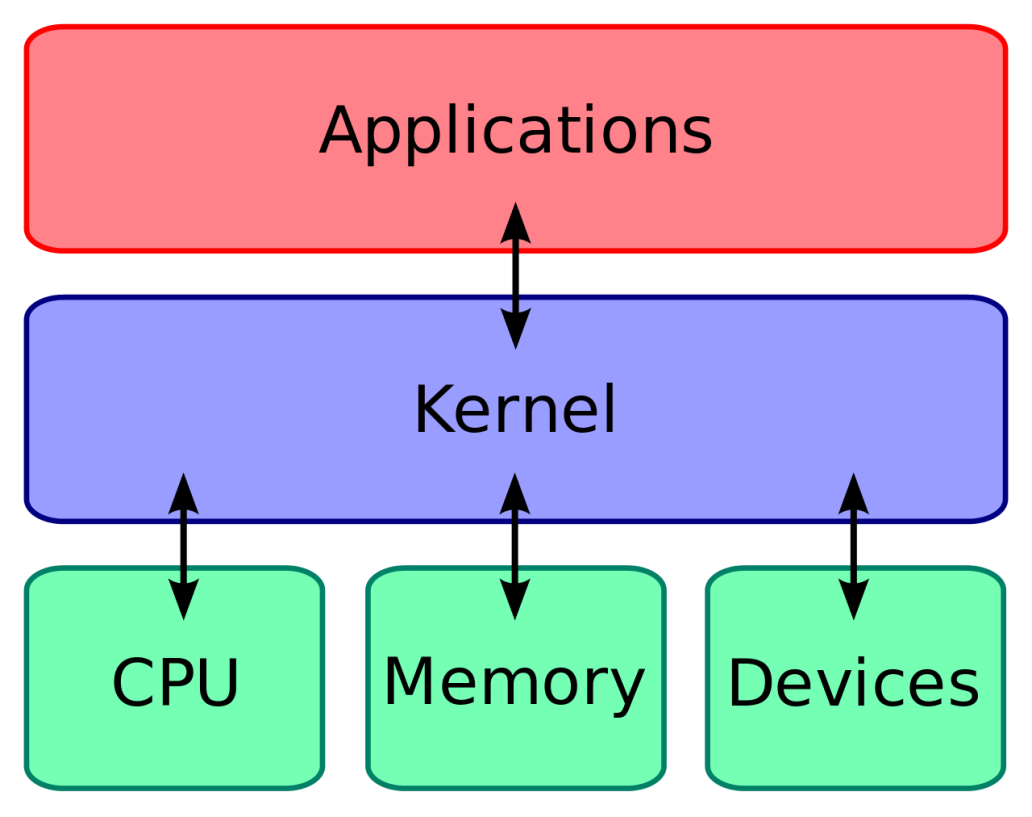 Applications
Kernel
CPU
Memory
Devices